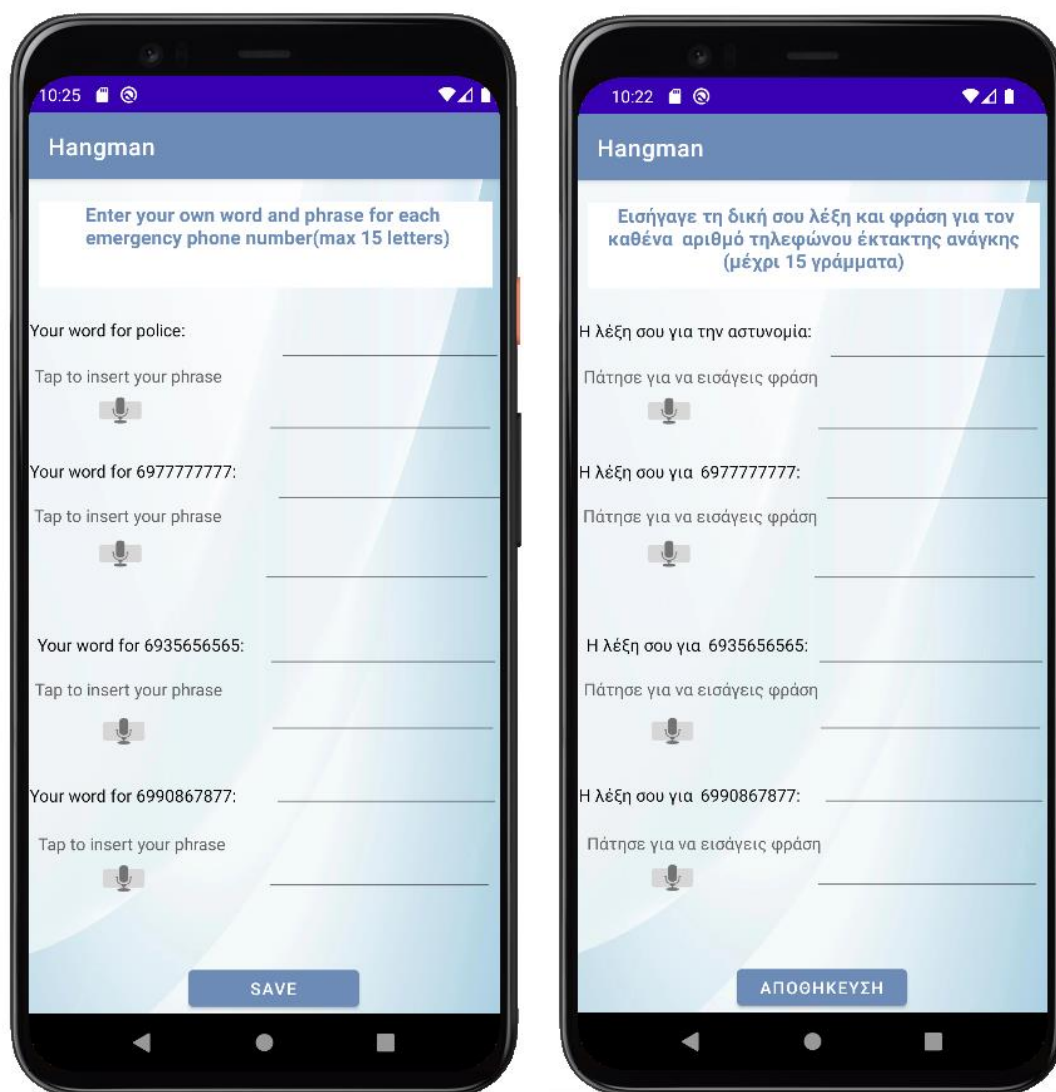 10:25
Hangman
Enter your own word and phrase for each
emergency phone number(max 15 letters)
Your word for police:
Tap to insert your phrase
Your word for 6977777777:
Tap to insert your phrase
Your word for 6935656565:
Tap to insert your phrase
Your word for 6990867877:
Tap to insert your phrase
SAVE
10:22
Hangman
Εισήγαγε τη δική σου λέξη και φράση για τον
καθένα αριθμό τηλεφώνου έκτακτης ανάγκης
(μέχρι 15 γράμματα)
Η λέξη σου για την αστυνομία:
Πάτησε για να εισάγεις φράση
Η λέξη σου για 6977777777:
Πάτησε για να εισάγεις φράση
Η λέξη σου για 6935656565:
Πάτησε για να εισάγεις φράση
Η λέξη σου για 6990867877:
Πάτησε για να εισάγεις φράση
ΑΠΟΘΗΚΕΥΣΗ